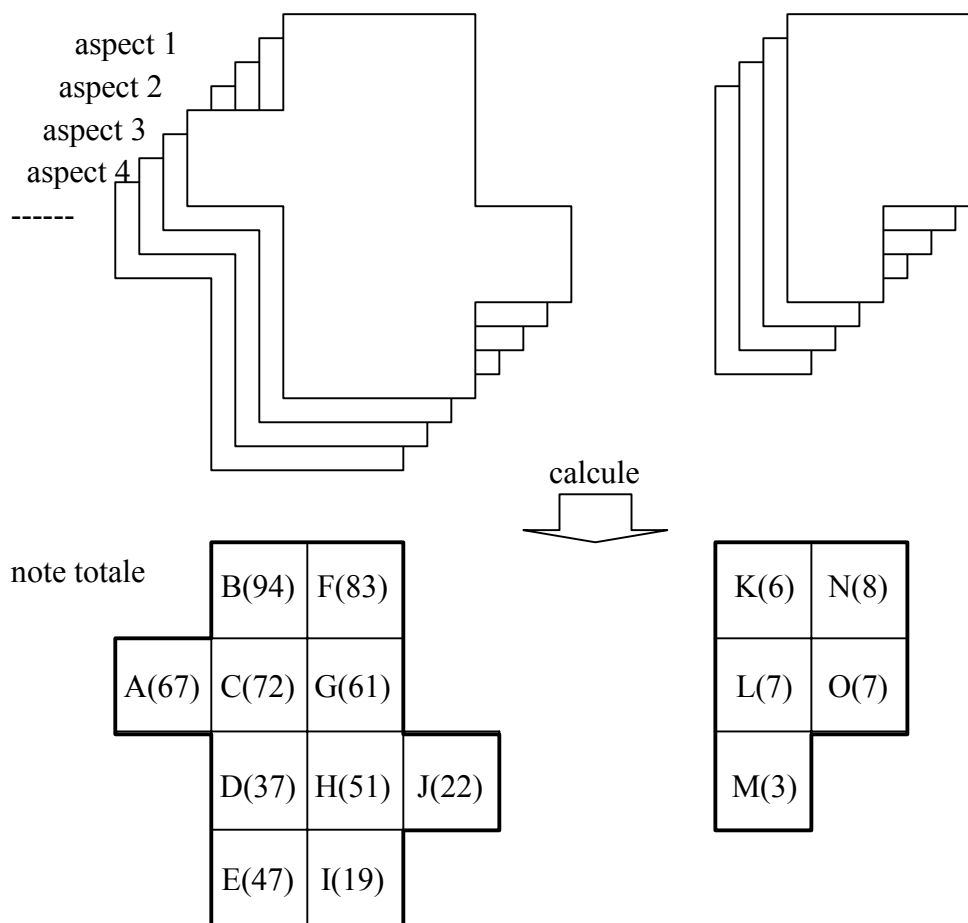 aspect 1
aspect 2
aspect 3
aspect 4
------
calcule
note totale
B(94) F(83) K(6) N(8)
A(67) C(72) G(61) L(7) O(7)
D(37) H(51) J(22) M(3)
E(47) I(19)